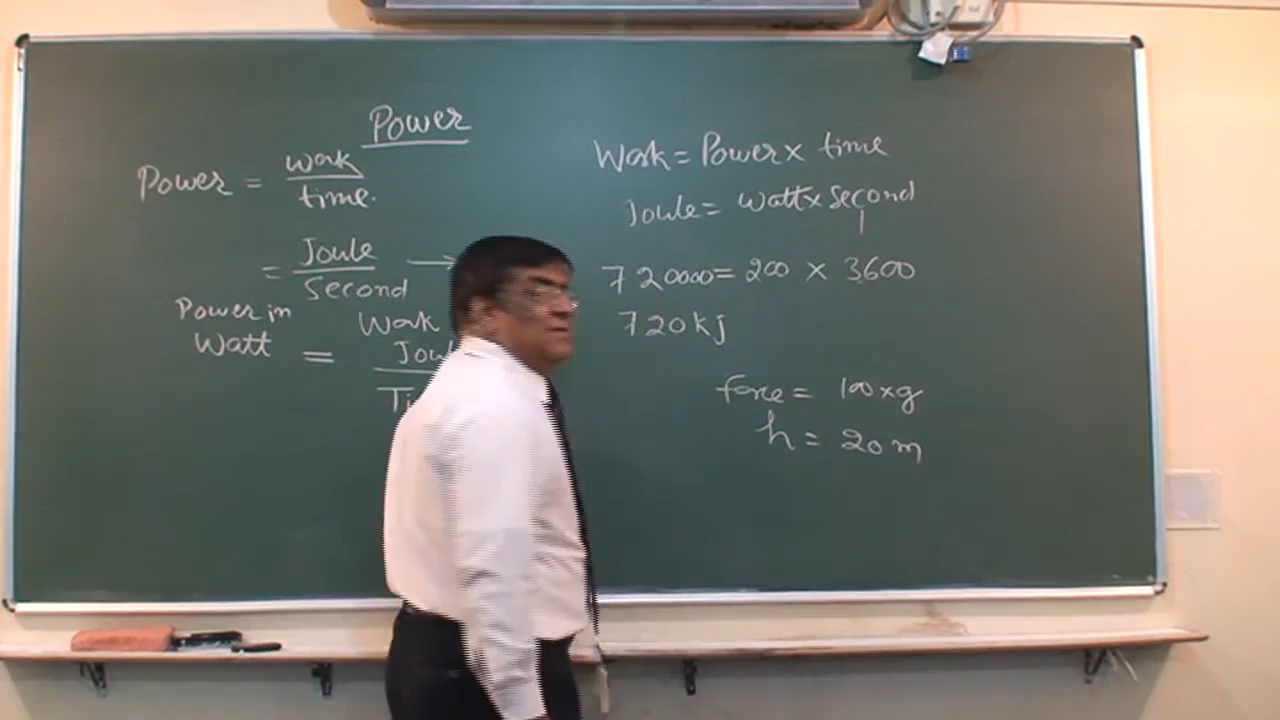 Power
Power = work
time.
= Joule
Second
Power in
Watt =
Work
Work = Power x time
Joule = watt x second
720000 = 200 x 3600
720 kj
force = 100 x g
h = 20 m